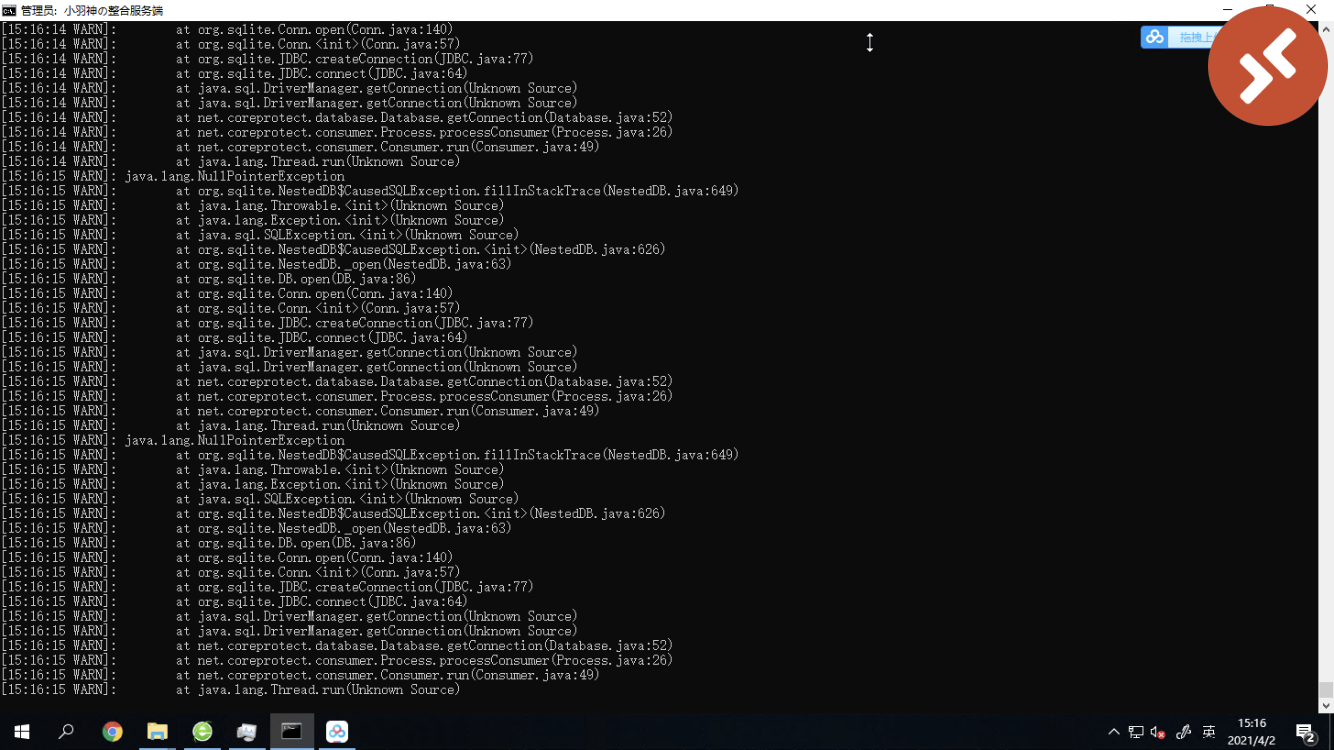 管理员: 小羽神の整合服务端
[15:16:14 WARN]: at org.sqlite.Conn.open(Conn.java:140)
[15:16:14 WARN]: at org.sqlite.Conn.<init>(Conn.java:57)
[15:16:14 WARN]: at org.sqlite.JDBC.createConnection(JDBC.java:77)
[15:16:14 WARN]: at org.sqlite.JDBC.connect(JDBC.java:64)
[15:16:14 WARN]: at java.sql.DriverManager.getConnection(Unknown Source)
[15:16:14 WARN]: at java.sql.DriverManager.getConnection(Unknown Source)
[15:16:14 WARN]: at net.coreprotect.database.Database.getConnection(Database.java:52)
[15:16:14 WARN]: at net.coreprotect.consumer.Process.processConsumer(Process.java:26)
[15:16:14 WARN]: at net.coreprotect.consumer.Consumer.run(Consumer.java:49)
[15:16:14 WARN]: at java.lang.Thread.run(Unknown Source)
[15:16:15 WARN]: java.lang.NullPointerException
[15:16:15 WARN]: at org.sqlite.NestedDB$CausedSQLException.fillInStackTrace(NestedDB.java:649)
[15:16:15 WARN]: at java.lang.Throwable.<init>(Unknown Source)
[15:16:15 WARN]: at java.lang.Exception.<init>(Unknown Source)
[15:16:15 WARN]: at java.sql.SQLException.<init>(Unknown Source)
[15:16:15 WARN]: at org.sqlite.NestedDB$CausedSQLException.<init>(NestedDB.java:626)
[15:16:15 WARN]: at org.sqlite.NestedDB._open(NestedDB.java:63)
[15:16:15 WARN]: at org.sqlite.DB.open(DB.java:86)
[15:16:15 WARN]: at org.sqlite.Conn.open(Conn.java:140)
[15:16:15 WARN]: at org.sqlite.Conn.<init>(Conn.java:57)
[15:16:15 WARN]: at org.sqlite.JDBC.createConnection(JDBC.java:77)
[15:16:15 WARN]: at org.sqlite.JDBC.connect(JDBC.java:64)
[15:16:15 WARN]: at java.sql.DriverManager.getConnection(Unknown Source)
[15:16:15 WARN]: at java.sql.DriverManager.getConnection(Unknown Source)
[15:16:15 WARN]: at net.coreprotect.database.Database.getConnection(Database.java:52)
[15:16:15 WARN]: at net.coreprotect.consumer.Process.processConsumer(Process.java:26)
[15:16:15 WARN]: at net.coreprotect.consumer.Consumer.run(Consumer.java:49)
[15:16:15 WARN]: at java.lang.Thread.run(Unknown Source)
[15:16:15 WARN]: java.lang.NullPointerException
[15:16:15 WARN]: at org.sqlite.NestedDB$CausedSQLException.fillInStackTrace(NestedDB.java:649)
[15:16:15 WARN]: at java.lang.Throwable.<init>(Unknown Source)
[15:16:15 WARN]: at java.lang.Exception.<init>(Unknown Source)
[15:16:15 WARN]: at java.sql.SQLException.<init>(Unknown Source)
[15:16:15 WARN]: at org.sqlite.NestedDB$CausedSQLException.<init>(NestedDB.java:626)
[15:16:15 WARN]: at org.sqlite.NestedDB._open(NestedDB.java:63)
[15:16:15 WARN]: at org.sqlite.DB.open(DB.java:86)
[15:16:15 WARN]: at org.sqlite.Conn.open(Conn.java:140)
[15:16:15 WARN]: at org.sqlite.Conn.<init>(Conn.java:57)
[15:16:15 WARN]: at org.sqlite.JDBC.createConnection(JDBC.java:77)
[15:16:15 WARN]: at org.sqlite.JDBC.connect(JDBC.java:64)
[15:16:15 WARN]: at java.sql.DriverManager.getConnection(Unknown Source)
[15:16:15 WARN]: at java.sql.DriverManager.getConnection(Unknown Source)
[15:16:15 WARN]: at net.coreprotect.database.Database.getConnection(Database.java:52)
[15:16:15 WARN]: at net.coreprotect.consumer.Process.processConsumer(Process.java:26)
[15:16:15 WARN]: at net.coreprotect.consumer.Consumer.run(Consumer.java:49)
[15:16:15 WARN]: at java.lang.Thread.run(Unknown Source)
拖拽上
英
15:16
2021/4/2
2